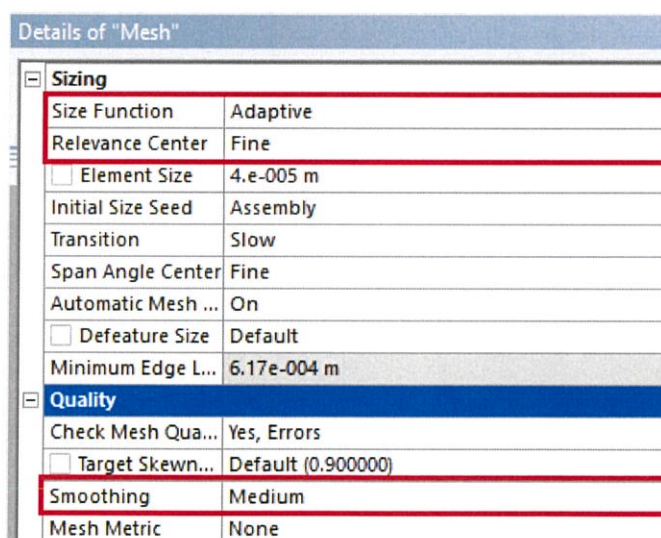 Details of "Mesh"
Sizing
Size Function Adaptive
Relevance Center Fine
Element Size 4.e-005 m
Initial Size Seed Assembly
Transition Slow
Span Angle Center Fine
Automatic Mesh ... On
Defeature Size Default
Minimum Edge L... 6.17e-004 m
Quality
Check Mesh Qua... Yes, Errors
Target Skewn... Default (0.900000)
Smoothing Medium
Mesh Metric None